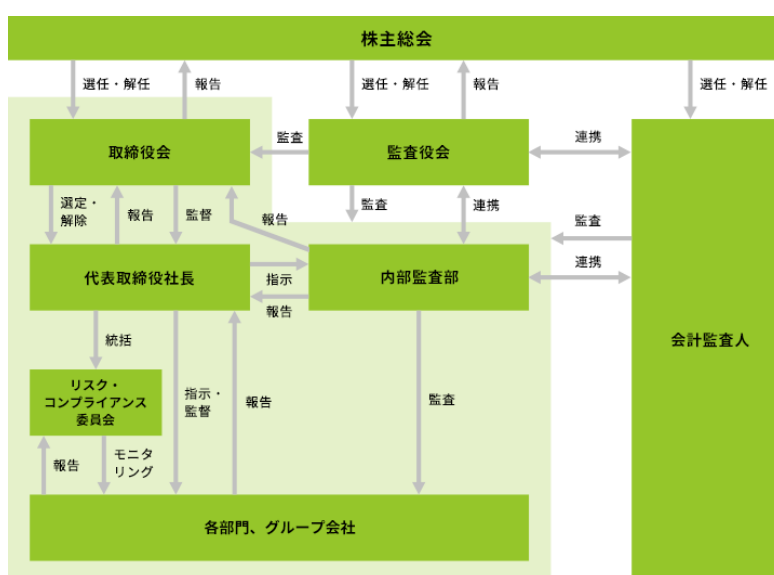 株主総会
選任・解任
報告
選任・解任
報告
選任・解任
取締役会
監査
監査役会
連携
選定・
解除
報告
監督
報告
監査
連携
監査
代表取締役社長
指示
内部監査部
連携
報告
会計監査人
統括
リスク・
コンプライアンス
委員会
指示・
監督
報告
監査
報告
モニタ
リング
各部門、グループ会社